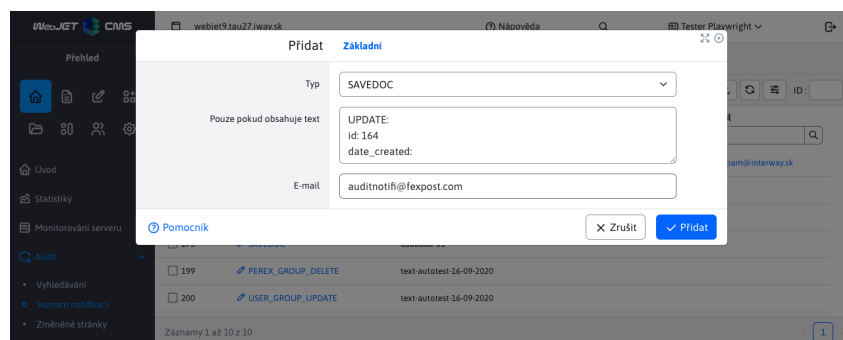 WebJET CMS
webjet9.tau27.iway.sk
Nápověda
Tester Playwright
Přehled
Přidat
Základní
Typ
SAVEDOC
Pouze pokud obsahuje text
UPDATE:
id: 164
date_created:
E-mail
auditnotifi@fexpost.com
Pomocník
Zrušit
Přidat
ID:
Úvod
Statistiky
Monitorování serveru
Audit
Vyhledávání
Seznam notifikací
Změněné stránky
199
PEREX_GROUP_DELETE
text-autotest-16-09-2020
200
USER_GROUP_UPDATE
text-autotest-16-09-2020
Záznamy 1 až 10 z 10
1